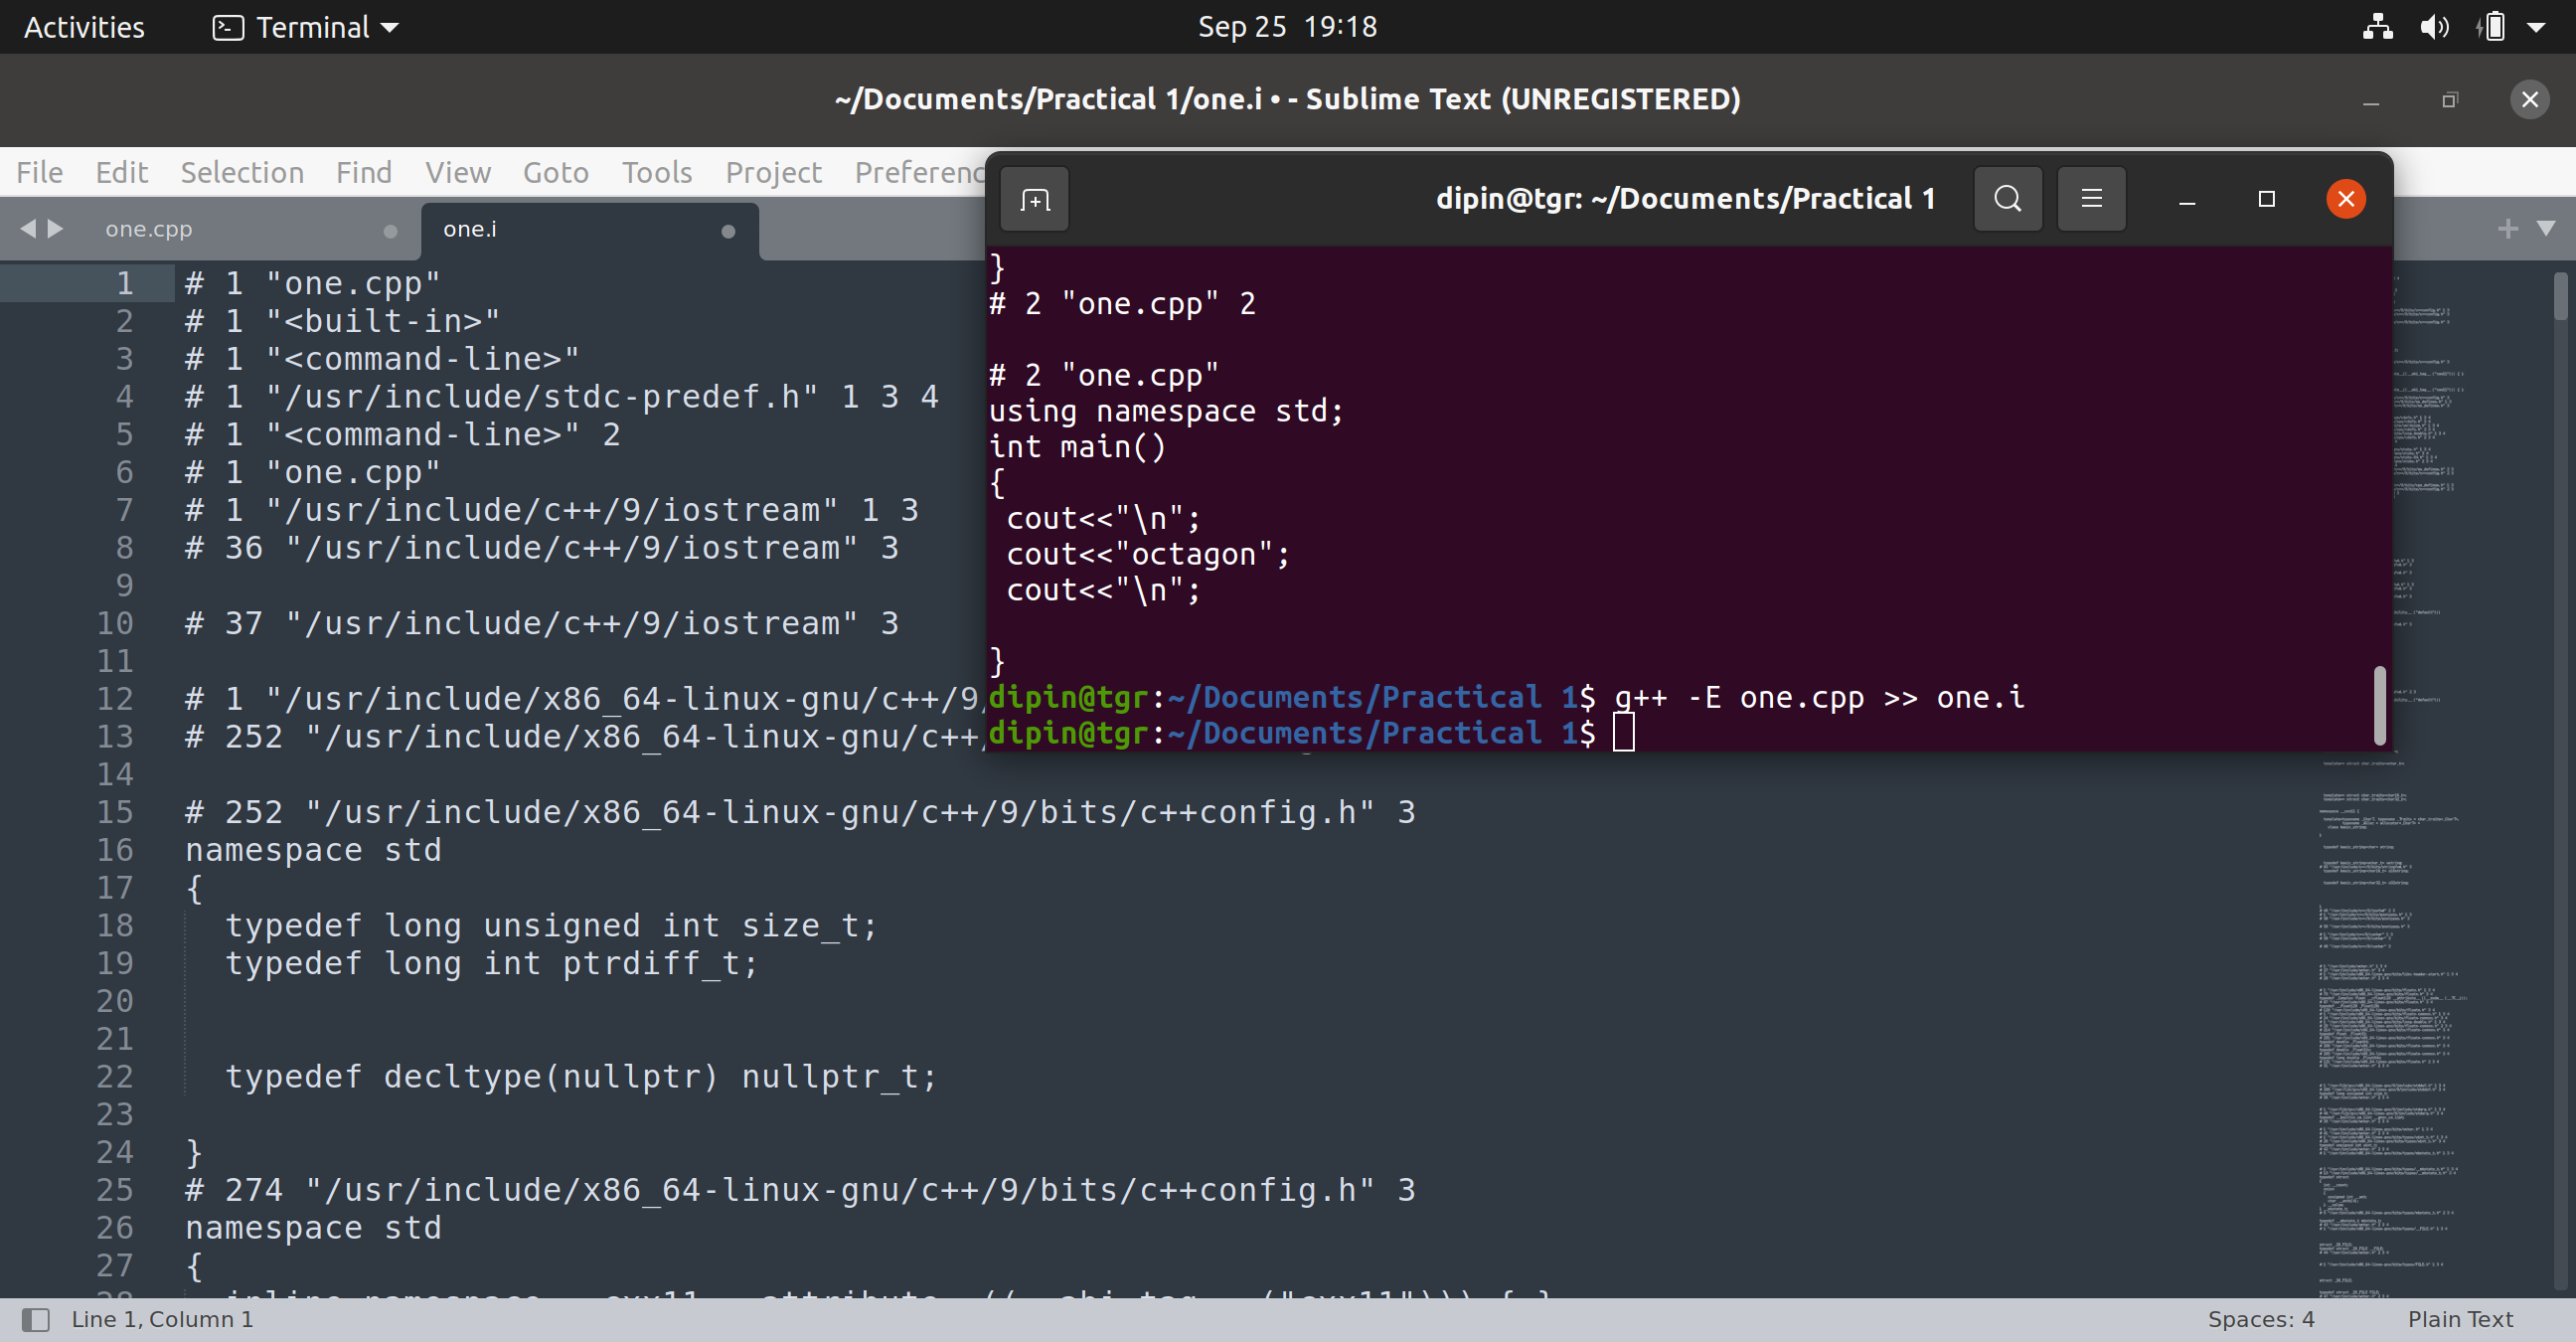 Activities Terminal Sep 25 19:18
~/Documents/Practical 1/one.i • - Sublime Text (UNREGISTERED)
File Edit Selection Find View Goto Tools Project
one.cpp one.i
1 # 1 "one.cpp"
2 # 1 "<built-in>"
3 # 1 "<command-line>"
4 # 1 "/usr/include/stdc-predef.h" 1 3 4
5 # 1 "<command-line>" 2
6 # 1 "one.cpp"
7 # 1 "/usr/include/c++/9/iostream" 1 3
8 # 36 "/usr/include/c++/9/iostream" 3
9
10 # 37 "/usr/include/c++/9/iostream" 3
11
12 # 1 "/usr/include/x86_64-linux-gnu/c++/9
13 # 252 "/usr/include/x86_64-linux-gnu/c++/
14
15 # 252 "/usr/include/x86_64-linux-gnu/c++/9/bits/c++config.h" 3
16 namespace std
17 {
18 typedef long unsigned int size_t;
19 typedef long int ptrdiff_t;
20
21
22 typedef decltype(nullptr) nullptr_t;
23
24 }
25 # 274 "/usr/include/x86_64-linux-gnu/c++/9/bits/c++config.h" 3
26 namespace std
27 {
dipin@tgr: ~/Documents/Practical 1
}
# 2 "one.cpp" 2
# 2 "one.cpp"
using namespace std;
int main()
{
cout<<"\n";
cout<<"octagon";
cout<<"\n";
}
dipin@tgr:~/Documents/Practical 1$ g++ -E one.cpp >> one.i
dipin@tgr:~/Documents/Practical 1$
Line 1, Column 1 Spaces: 4 Plain Text